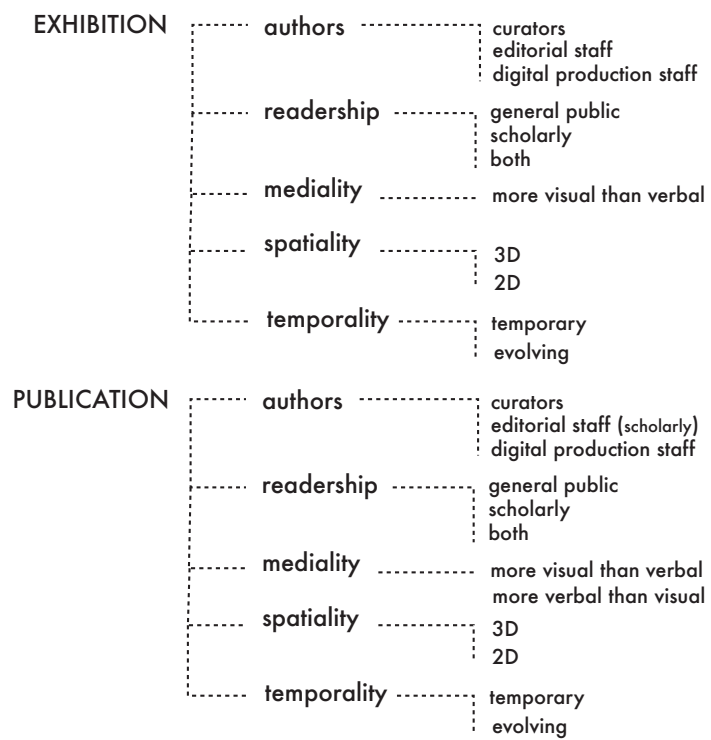 EXHIBITION authors curators
editorial staff
digital production staff
readership general public
scholarly
both
mediality more visual than verbal
spatiality 3D
2D
temporality temporary
evolving
PUBLICATION authors curators
editorial staff (scholarly)
digital production staff
readership general public
scholarly
both
mediality more visual than verbal
more verbal than visual
spatiality 3D
2D
temporality temporary
evolving